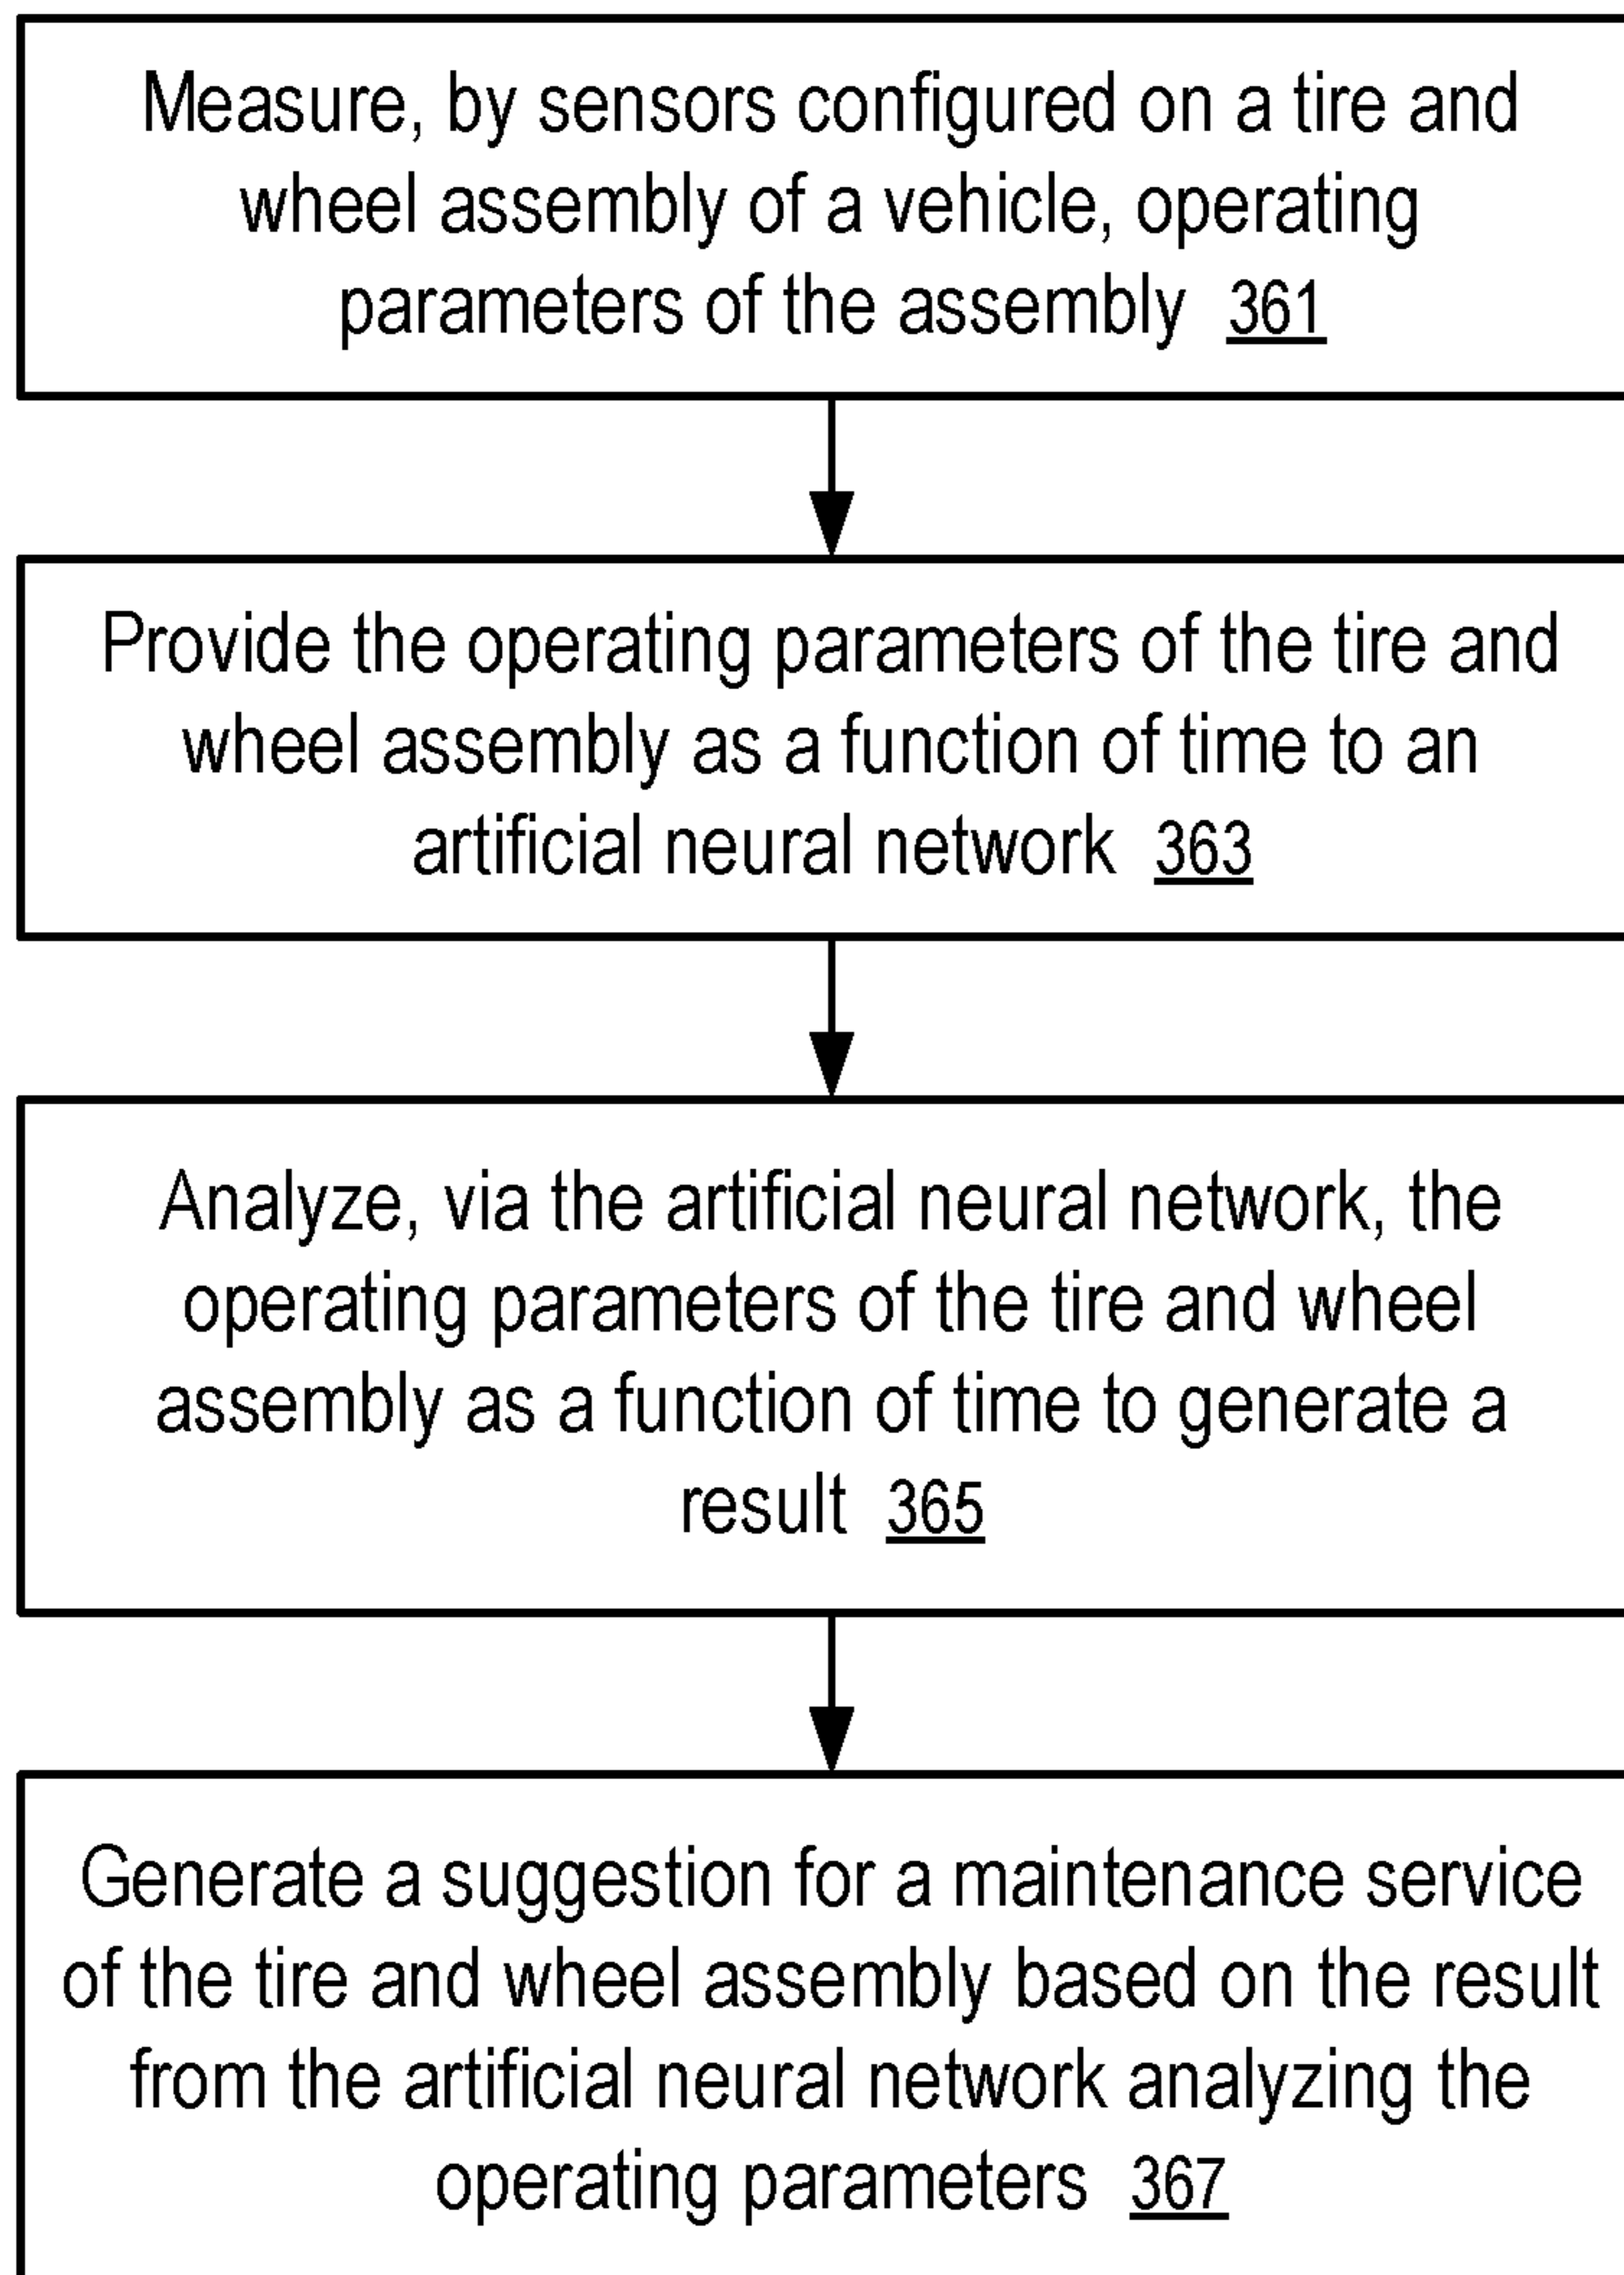 Measure, by sensors configured on a tire and
wheel assembly of a vehicle, operating
parameters of the assembly 361
Provide the operating parameters of the tire and
wheel assembly as a function of time to an
artificial neural network 363
Analyze, via the artificial neural network, the
operating parameters of the tire and wheel
assembly as a function of time to generate a
result 365
Generate a suggestion for a maintenance service
of the tire and wheel assembly based on the result
from the artificial neural network analyzing the
operating parameters 367